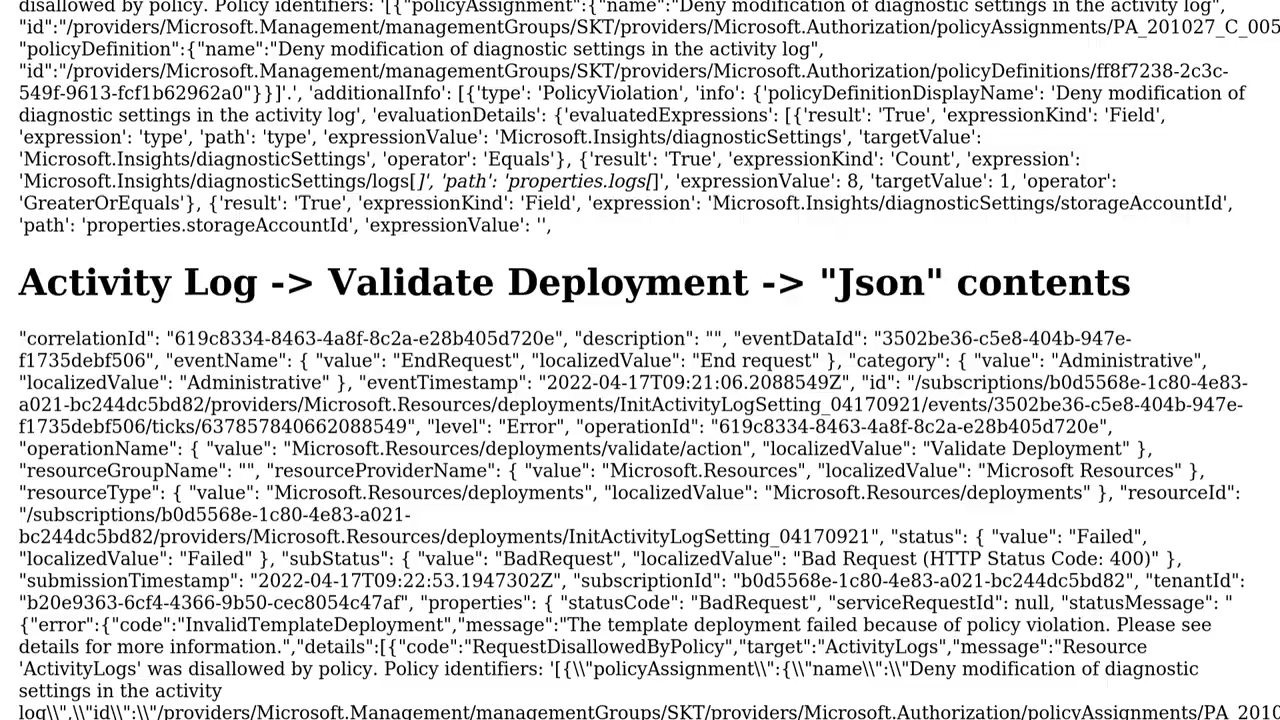 disallowed by policy. Policy identifiers: '[{"policyAssignment":{"name":"Deny modification of diagnostic settings in the activity log",
"id":"/providers/Microsoft.Management/managementGroups/SKT/providers/Microsoft.Authorization/policyAssignments/PA_201027_C_005
"policyDefinition":{"name":"Deny modification of diagnostic settings in the activity log",
"id":"/providers/Microsoft.Management/managementGroups/SKT/providers/Microsoft.Authorization/policyDefinitions/ff8f7238-2c3c-
549f-9613-fcf1b62962a0"}}]'.', 'additionalInfo': [{'type': 'PolicyViolation', 'info': {'policyDefinitionDisplayName': 'Deny modification of
diagnostic settings in the activity log', 'evaluationDetails': {'evaluatedExpressions': [{'result': 'True', 'expressionKind': 'Field',
'expression': 'type', 'path': 'type', 'expressionValue': 'Microsoft.Insights/diagnosticSettings', 'targetValue':
'Microsoft.Insights/diagnosticSettings', 'operator': 'Equals'}, {'result': 'True', 'expressionKind': 'Count', 'expression':
'Microsoft.Insights/diagnosticSettings/logs[]', 'path': 'properties.logs[]', 'expressionValue': 8, 'targetValue': 1, 'operator':
'GreaterOrEquals'}, {'result': 'True', 'expressionKind': 'Field', 'expression': 'Microsoft.Insights/diagnosticSettings/storageAccountId',
'path': 'properties.storageAccountId', 'expressionValue': '',
Activity Log -> Validate Deployment -> "Json" contents
"correlationId": "619c8334-8463-4a8f-8c2a-e28b405d720e", "description": "", "eventDataId": "3502be36-c5e8-404b-947e-
f1735debf506", "eventName": { "value": "EndRequest", "localizedValue": "End request" }, "category": { "value": "Administrative",
"localizedValue": "Administrative" }, "eventTimestamp": "2022-04-17T09:21:06.2088549Z", "id": "/subscriptions/b0d5568e-1c80-4e83-
a021-bc244dc5bd82/providers/Microsoft.Resources/deployments/InitActivityLogSetting_04170921/events/3502be36-c5e8-404b-947e-
f1735debf506/ticks/637857840662088549", "level": "Error", "operationId": "619c8334-8463-4a8f-8c2a-e28b405d720e",
"operationName": { "value": "Microsoft.Resources/deployments/validate/action", "localizedValue": "Validate Deployment" },
"resourceGroupName": "", "resourceProviderName": { "value": "Microsoft.Resources", "localizedValue": "Microsoft Resources" },
"resourceType": { "value": "Microsoft.Resources/deployments", "localizedValue": "Microsoft.Resources/deployments" }, "resourceId":
"/subscriptions/b0d5568e-1c80-4e83-a021-
bc244dc5bd82/providers/Microsoft.Resources/deployments/InitActivityLogSetting_04170921", "status": { "value": "Failed",
"localizedValue": "Failed" }, "subStatus": { "value": "BadRequest", "localizedValue": "Bad Request (HTTP Status Code: 400)" },
"submissionTimestamp": "2022-04-17T09:22:53.1947302Z", "subscriptionId": "b0d5568e-1c80-4e83-a021-bc244dc5bd82", "tenantId":
"b20e9363-6cf4-4366-9b50-cec8054c47af", "properties": { "statusCode": "BadRequest", "serviceRequestId": null, "statusMessage": "
{"error":{"code":"InvalidTemplateDeployment","message":"The template deployment failed because of policy violation. Please see
details for more information.","details":[{"code":"RequestDisallowedByPolicy","target":"ActivityLogs","message":"Resource
'ActivityLogs' was disallowed by policy. Policy identifiers: '[{\\"policyAssignment\\":{\\"name\\":\\"Deny modification of diagnostic
settings in the activity
log\\",\\"id\\":\\"/providers/Microsoft.Management/managementGroups/SKT/providers/Microsoft.Authorization/policyAssignments/PA_2010